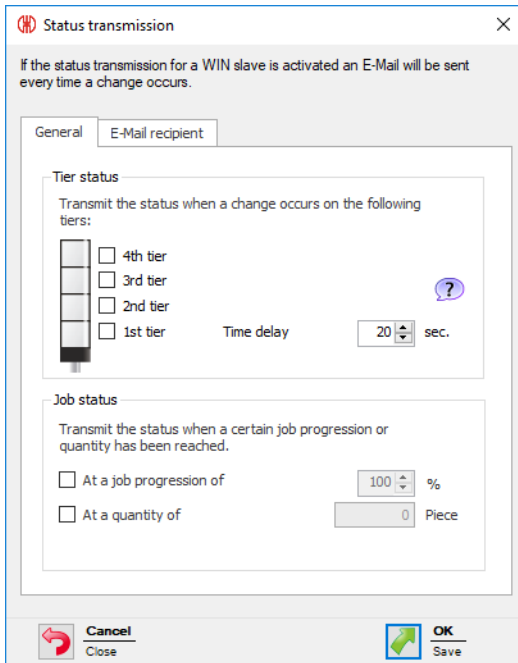 Status transmission
If the status transmission for a WIN slave is activated an E-Mail will be sent
every time a change occurs.
General
E-Mail recipient
Tier status
Transmit the status when a change occurs on the following
tiers:
4th tier
3rd tier
?
2nd tier
1st tier Time delay 20 sec.
Job status
Transmit the status when a certain job progression or
quantity has been reached.
At a job progression of 100 %
At a quantity of 0 Piece
Cancel
Close
OK
Save